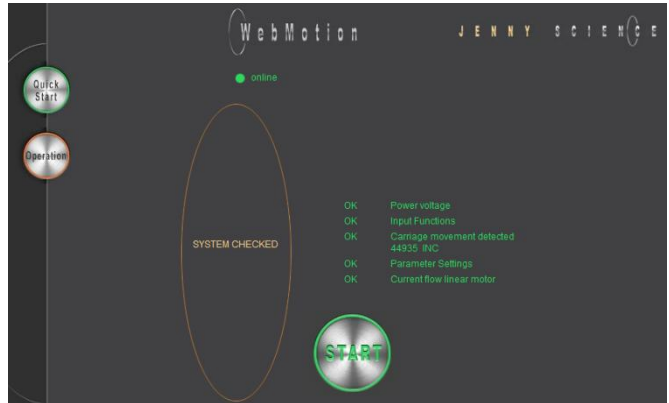 WebMotion
JENNY SCIENCE
online
Quick
Start
Operation
SYSTEM CHECKED
OK Power voltage
OK Input Functions
OK Carriage movement detected
44935 INC
OK Parameter Settings
OK Current flow linear motor
START